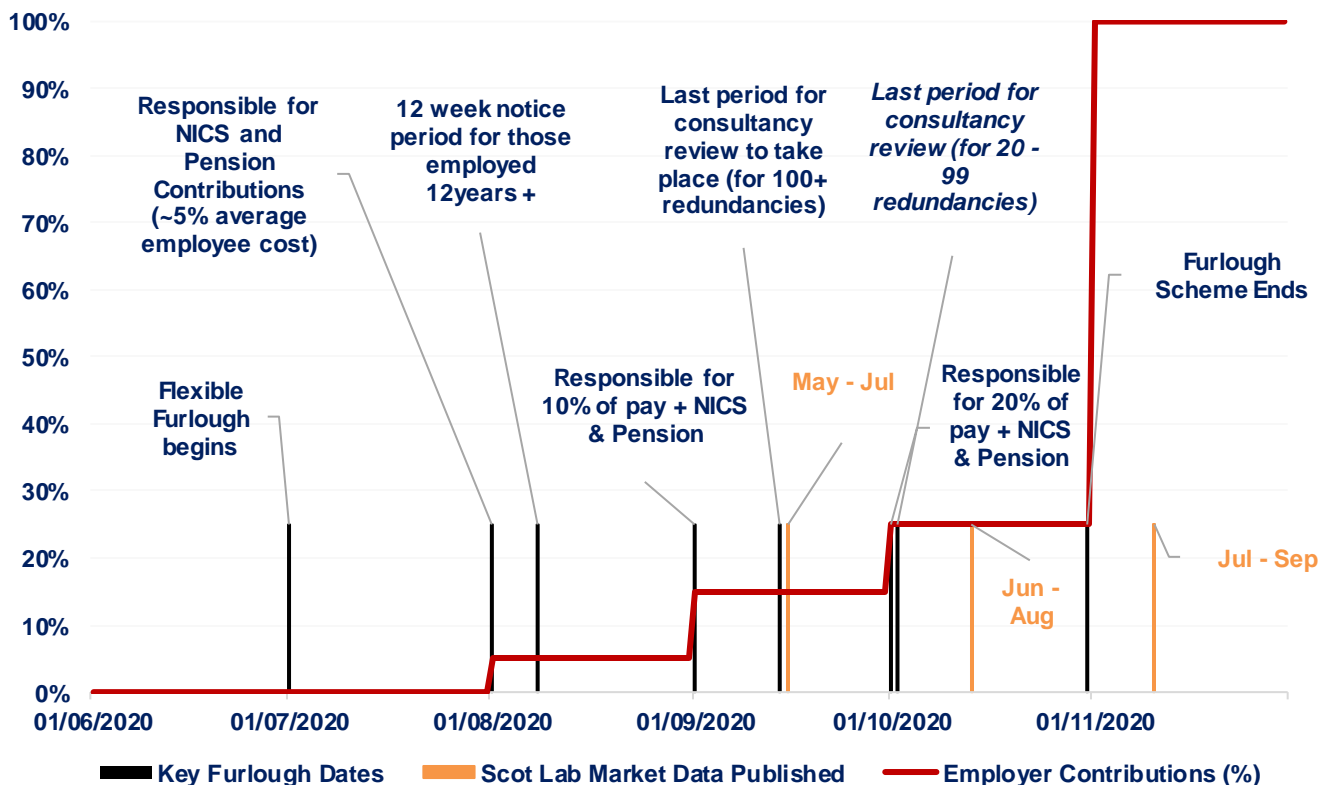 100%
90%
80%
70%
60%
50%
40%
30%
20%
10%
0%
Responsible for
NICS and
Pension
Contributions
(~5% average
employee cost)
12 week notice
period for those
employed
12years +
Last period for
consultancy
review to take
place (for 100+
redundancies)
Last period for
consultancy
review (for 20 -
99
redundancies)
Furlough
Scheme Ends
Flexible
Furlough
begins
Responsible for
10% of pay + NICS
& Pension
May - Jul
Responsible
for 20% of
pay + NICS
& Pension
Jun -
Aug
Jul - Sep
01/06/2020
01/07/2020
01/08/2020
01/09/2020
01/10/2020
01/11/2020
Key Furlough Dates
Scot Lab Market Data Published
Employer Contributions (%)